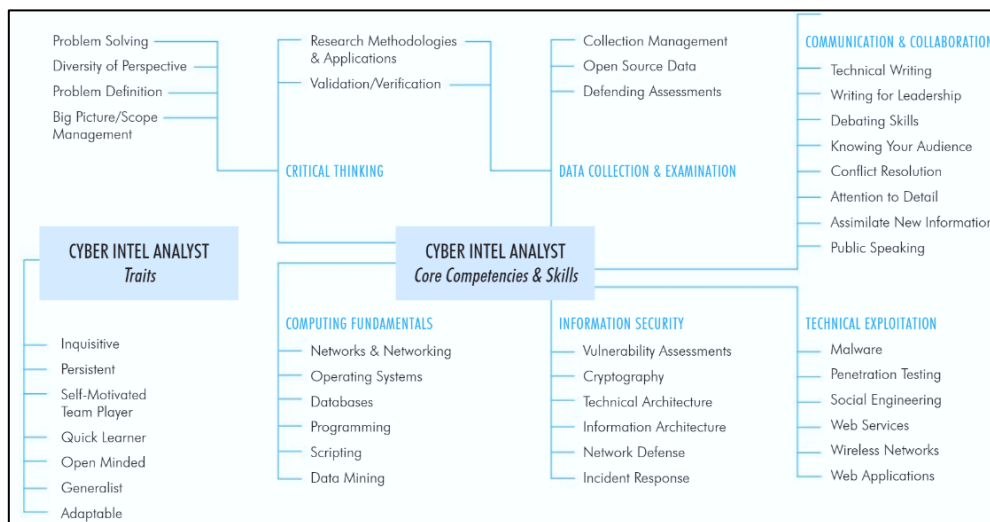 Problem Solving
Diversity of Perspective
Problem Definition
Big Picture/Scope
Management
Research Methodologies
& Applications
Validation/Verification
CRITICAL THINKING
Collection Management
Open Source Data
Defending Assessments
DATA COLLECTION & EXAMINATION
COMMUNICATION & COLLABORATION
Technical Writing
Writing for Leadership
Debating Skills
Knowing Your Audience
Conflict Resolution
Attention to Detail
Assimilate New Information
Public Speaking
CYBER INTEL ANALYST
Traits
CYBER INTEL ANALYST
Core Competencies & Skills
Inquisitive
Persistent
Self-Motivated
Team Player
Quick Learner
Open Minded
Generalist
Adaptable
COMPUTING FUNDAMENTALS
Networks & Networking
Operating Systems
Databases
Programming
Scripting
Data Mining
INFORMATION SECURITY
Vulnerability Assessments
Cryptography
Technical Architecture
Information Architecture
Network Defense
Incident Response
TECHNICAL EXPLOITATION
Malware
Penetration Testing
Social Engineering
Web Services
Wireless Networks
Web Applications